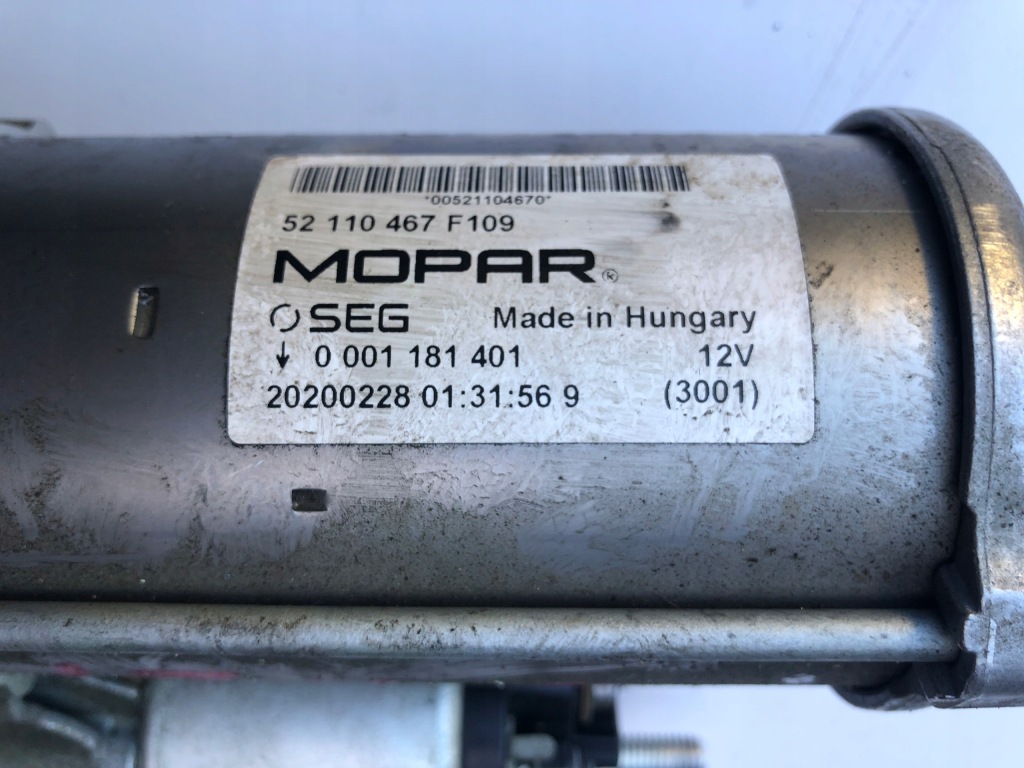 *00521104670*
52 110 467 F109
MOPAR®
SEG Made in Hungary
0 001 181 401 12V
20200228 01:31:56 9 (3001)